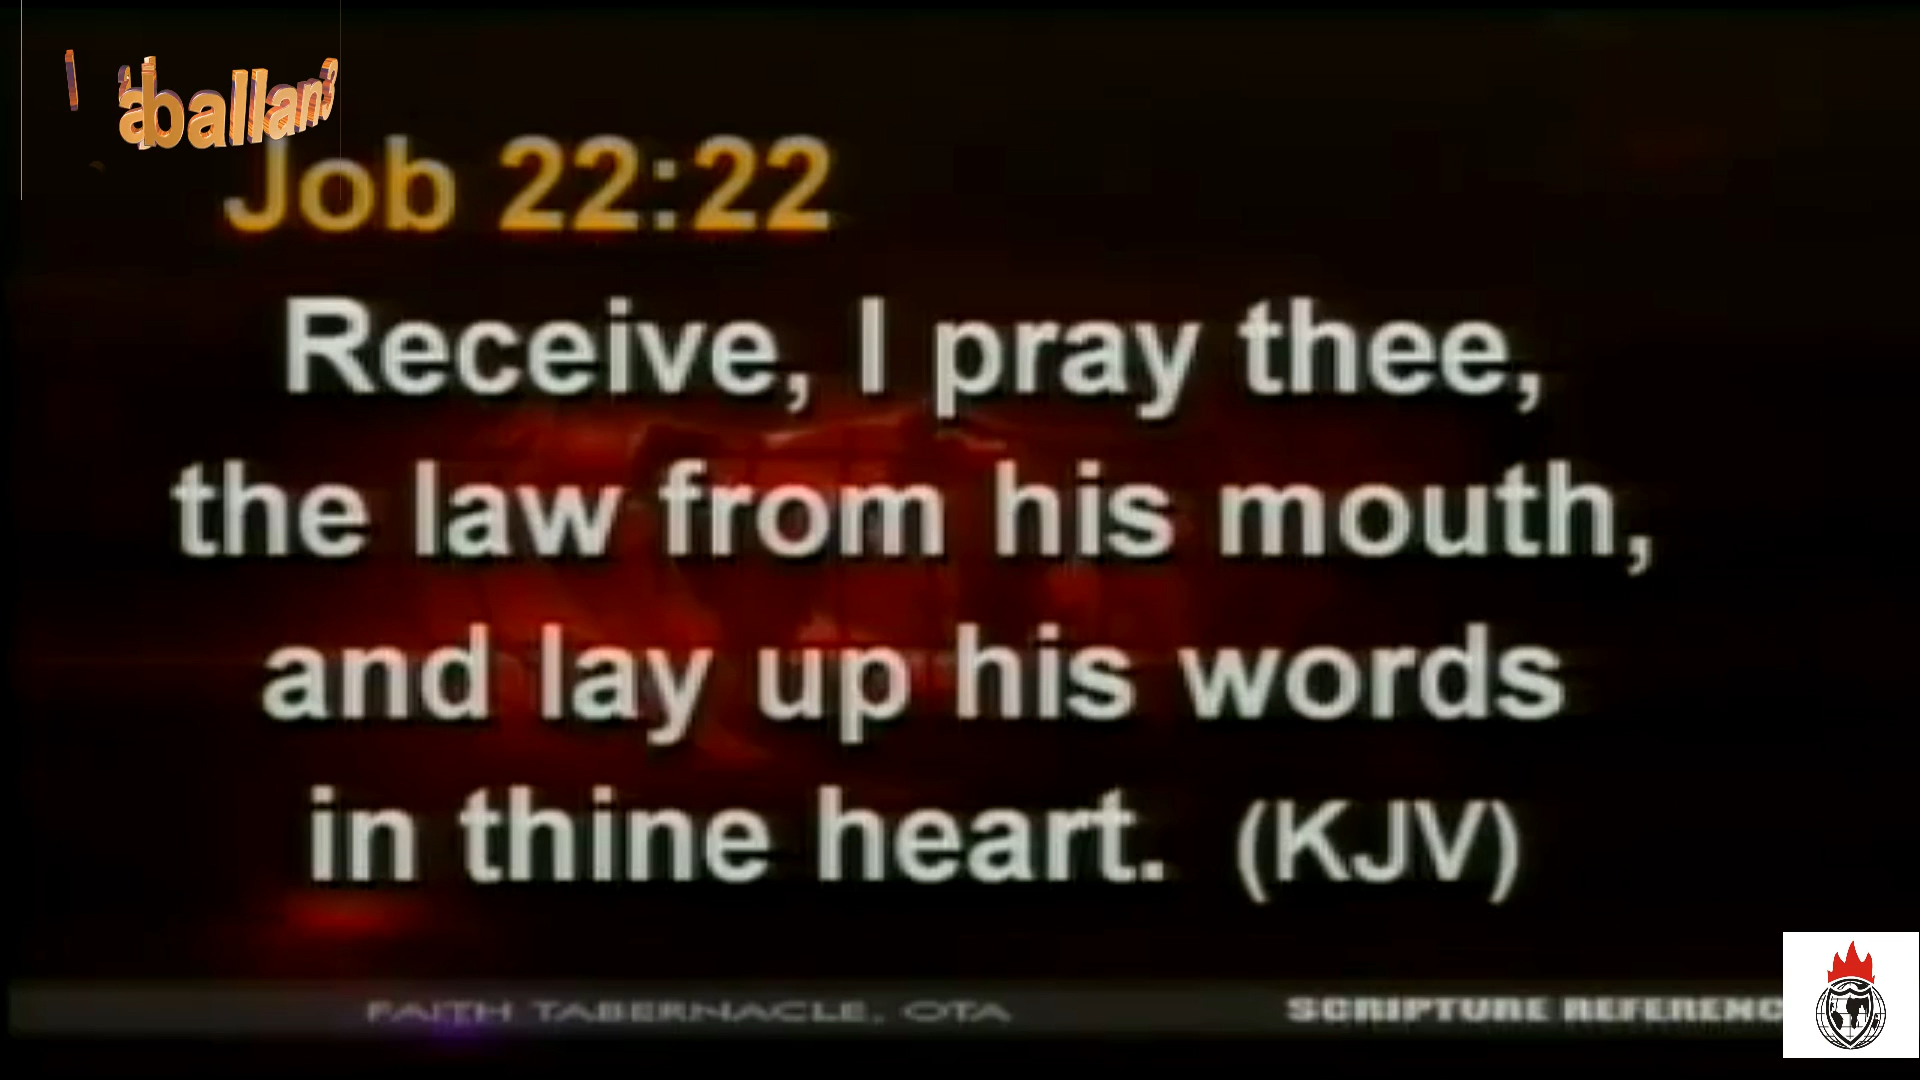 Job 22:22
Receive, I pray thee,
the law from his mouth,
and lay up his words
in thine heart. (KJV)
FAITH TABERNACLE, OTA
SCRIPTURE REFERENC